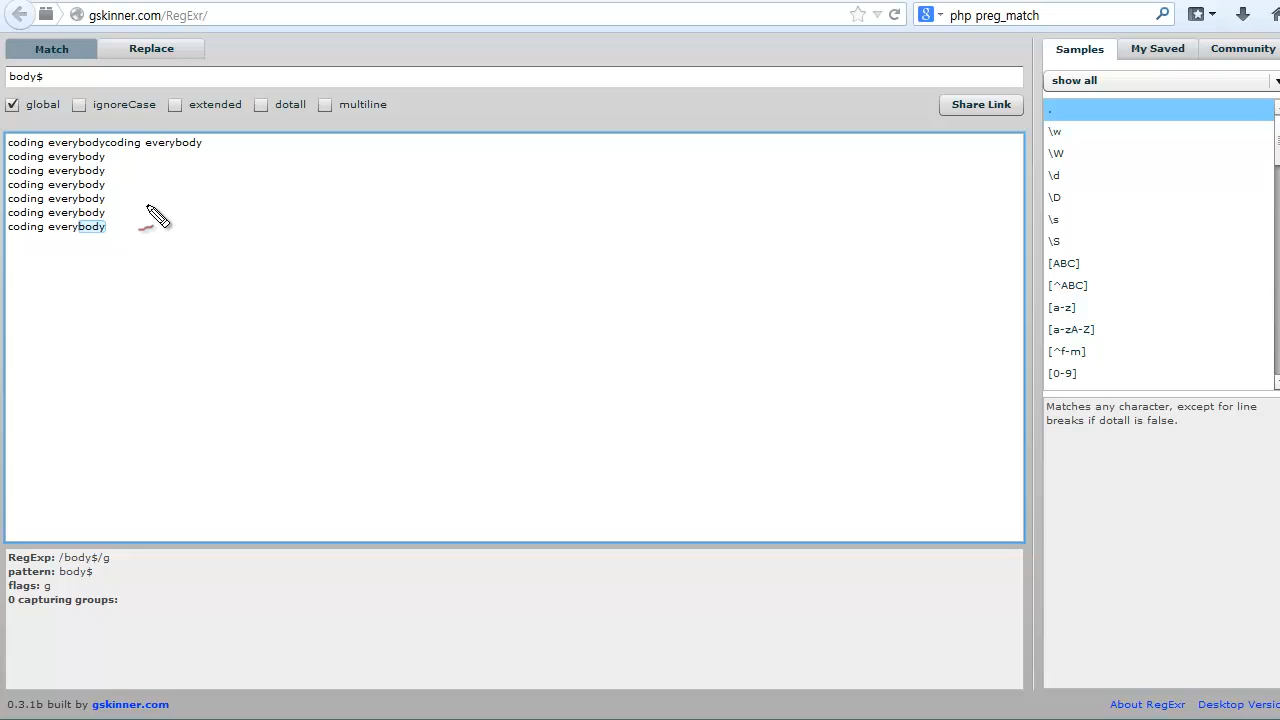 gskinner.com/RegExr/
php preg_match
Match
Replace
body$
global
ignoreCase
extended
dotall
multiline
Share Link
coding everybodycoding everybody
coding everybody
coding everybody
coding everybody
coding everybody
coding everybody
coding everybody
RegExp: /body$/g
pattern: body$
flags: g
0 capturing groups:
Samples
My Saved
Community
show all
.
\w
\W
\d
\D
\s
\S
[ABC]
[^ABC]
[a-z]
[a-zA-Z]
[^f-m]
[0-9]
Matches any character, except for line
breaks if dotall is false.
0.3.1b built by gskinner.com
About RegExr
Desktop Versio